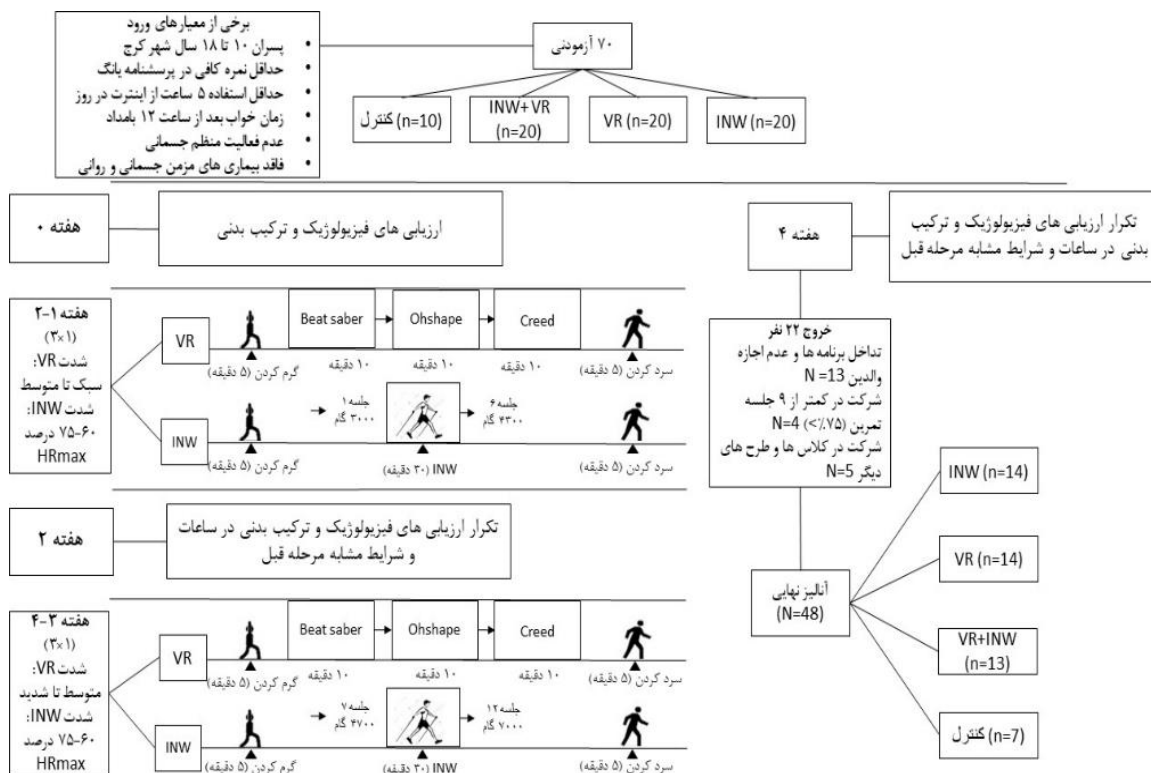 برخی از معیارهای ورود
• پسران ۱۰ تا ۱۸ سال شهر کرج
• حداقل نمره کافی در پرسشنامه یانگ
• حداقل استفاده ۵ ساعت از اینترت در روز
• زمان خواب بعد از ساعت ۱۲ بامداد
• عدم فعالیت منظم جسمانی
• فاقد بیماری های مزمن جسمانی و روانی
۷۰ آزمودنی
کنترل (n=10)
INW+ VR
(n=20)
VR (n=20)
INW (n=20)
هفته ۰
ارزیابی های فیزیولوژیک و ترکیب بدنی
هفته ۱-۲
(۳×۱)
شدت VR:
سبک تا متوسط
شدت INW:
۶۰-۷۵ درصد
HRmax
VR
گرم کردن (۵ دقیقه)
Beat saber
۱۰ دقیقه
Ohshape
۱۰ دقیقه
Creed
۱۰ دقیقه
سرد کردن (۵ دقیقه)
INW
گرم کردن (۵ دقیقه)
جلسه ۱
۳۰۰۰ گام
INW (۳۰ دقیقه)
جلسه ۶
۴۳۰۰ گام
سرد کردن (۵ دقیقه)
هفته ۲
تکرار ارزیابی های فیزیولوژیک و ترکیب بدنی در ساعات
و شرایط مشابه مرحله قبل
هفته ۳-۴
(۳×۱)
شدت VR:
متوسط تا شدید
شدت INW:
۶۰-۷۵ درصد
HRmax
VR
گرم کردن (۵ دقیقه)
Beat saber
۱۰ دقیقه
Ohshape
۱۰ دقیقه
Creed
۱۰ دقیقه
سرد کردن (۵ دقیقه)
INW
گرم کردن (۵ دقیقه)
جلسه ۷
۴۷۰۰ گام
INW (۳۰ دقیقه)
جلسه ۱۲
۷۰۰۰ گام
سرد کردن (۵ دقیقه)
هفته ۴
تکرار ارزیابی های فیزیولوژیک و ترکیب
بدنی در ساعات و شرایط مشابه مرحله قبل
خروج ۲۲ نفر
تداخل برنامه ها و عدم اجازه
والدین N =13
شرکت در کمتر از ۹ جلسه
تمرین (۷۵٪>) N=4
شرکت در کلاس ها و طرح های
دیگر N=5
آنالیز نهایی
(N=48)
INW (n=14)
VR (n=14)
VR+INW
(n=13)
کنترل (n=7)